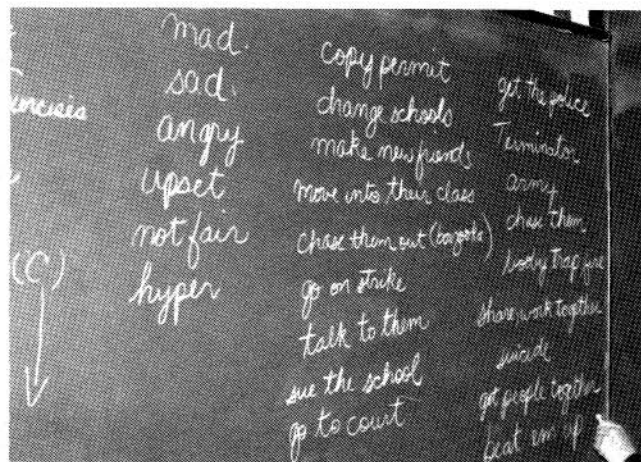 mad.
sad.
angry
upset
not fair
hyper
(C)
copy permit
change schools
make new friends
move into their class
chase them out (bazooka)
go on strike
talk to them
sue the school
go to court
get the police
Terminator
army
chase them
booby trap fire
share, work together
suicide
get people together
beat em up